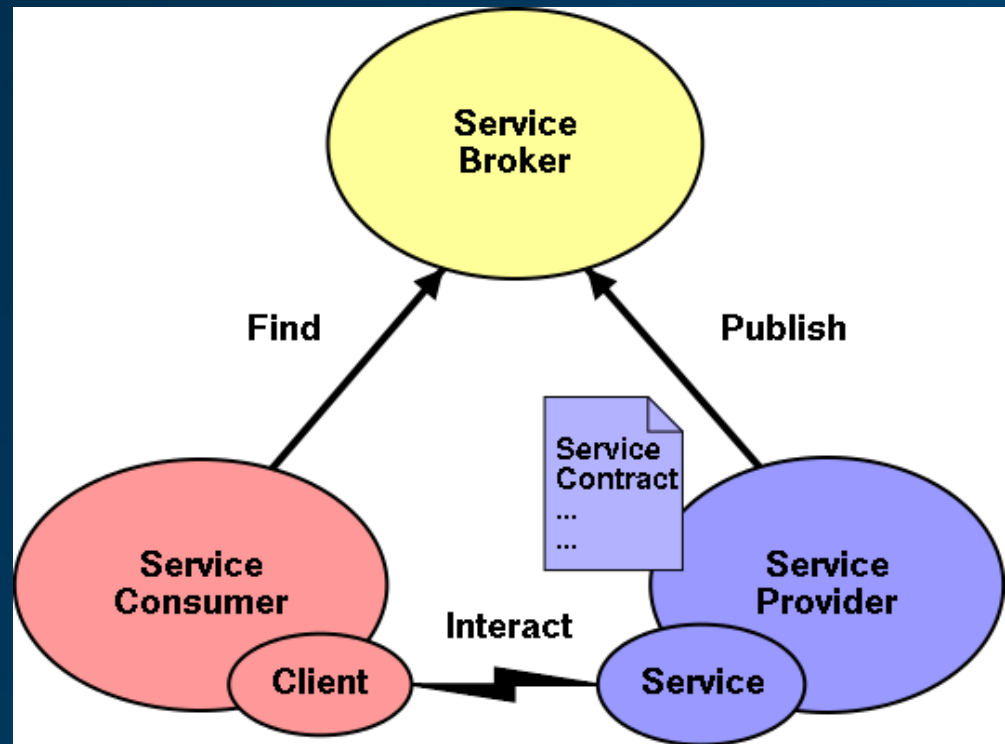 Service
Broker
Find
Publish
Service
Contract
...
...
Service
Consumer
Service
Provider
Interact
Client
Service